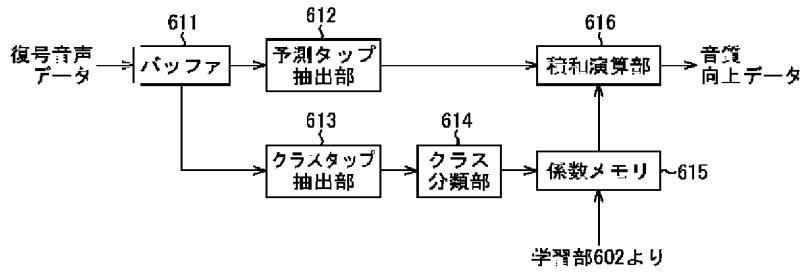 611
612
616
復号音声
データ
バッファ
予測タップ
抽出部
積和演算部
音質
向上データ
613
614
クラスタップ
抽出部
クラス
分類部
係数メモリ
615
学習部602より